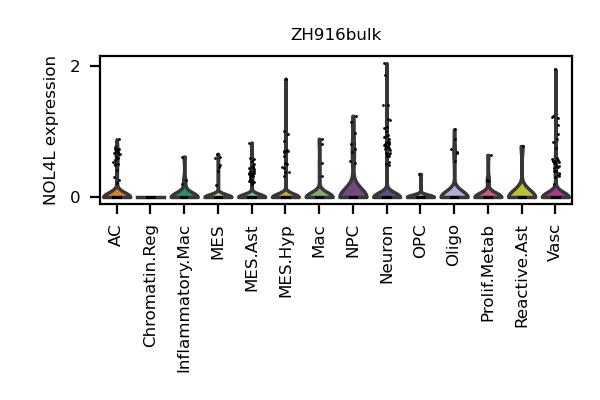 ZH916bulk
NOL4L expression
2
0
AC
Chromatin.Reg
Inflammatory.Mac
MES
MES.Ast
MES.Hyp
Mac
NPC
Neuron
OPC
Oligo
Prolif.Metab
Reactive.Ast
Vasc